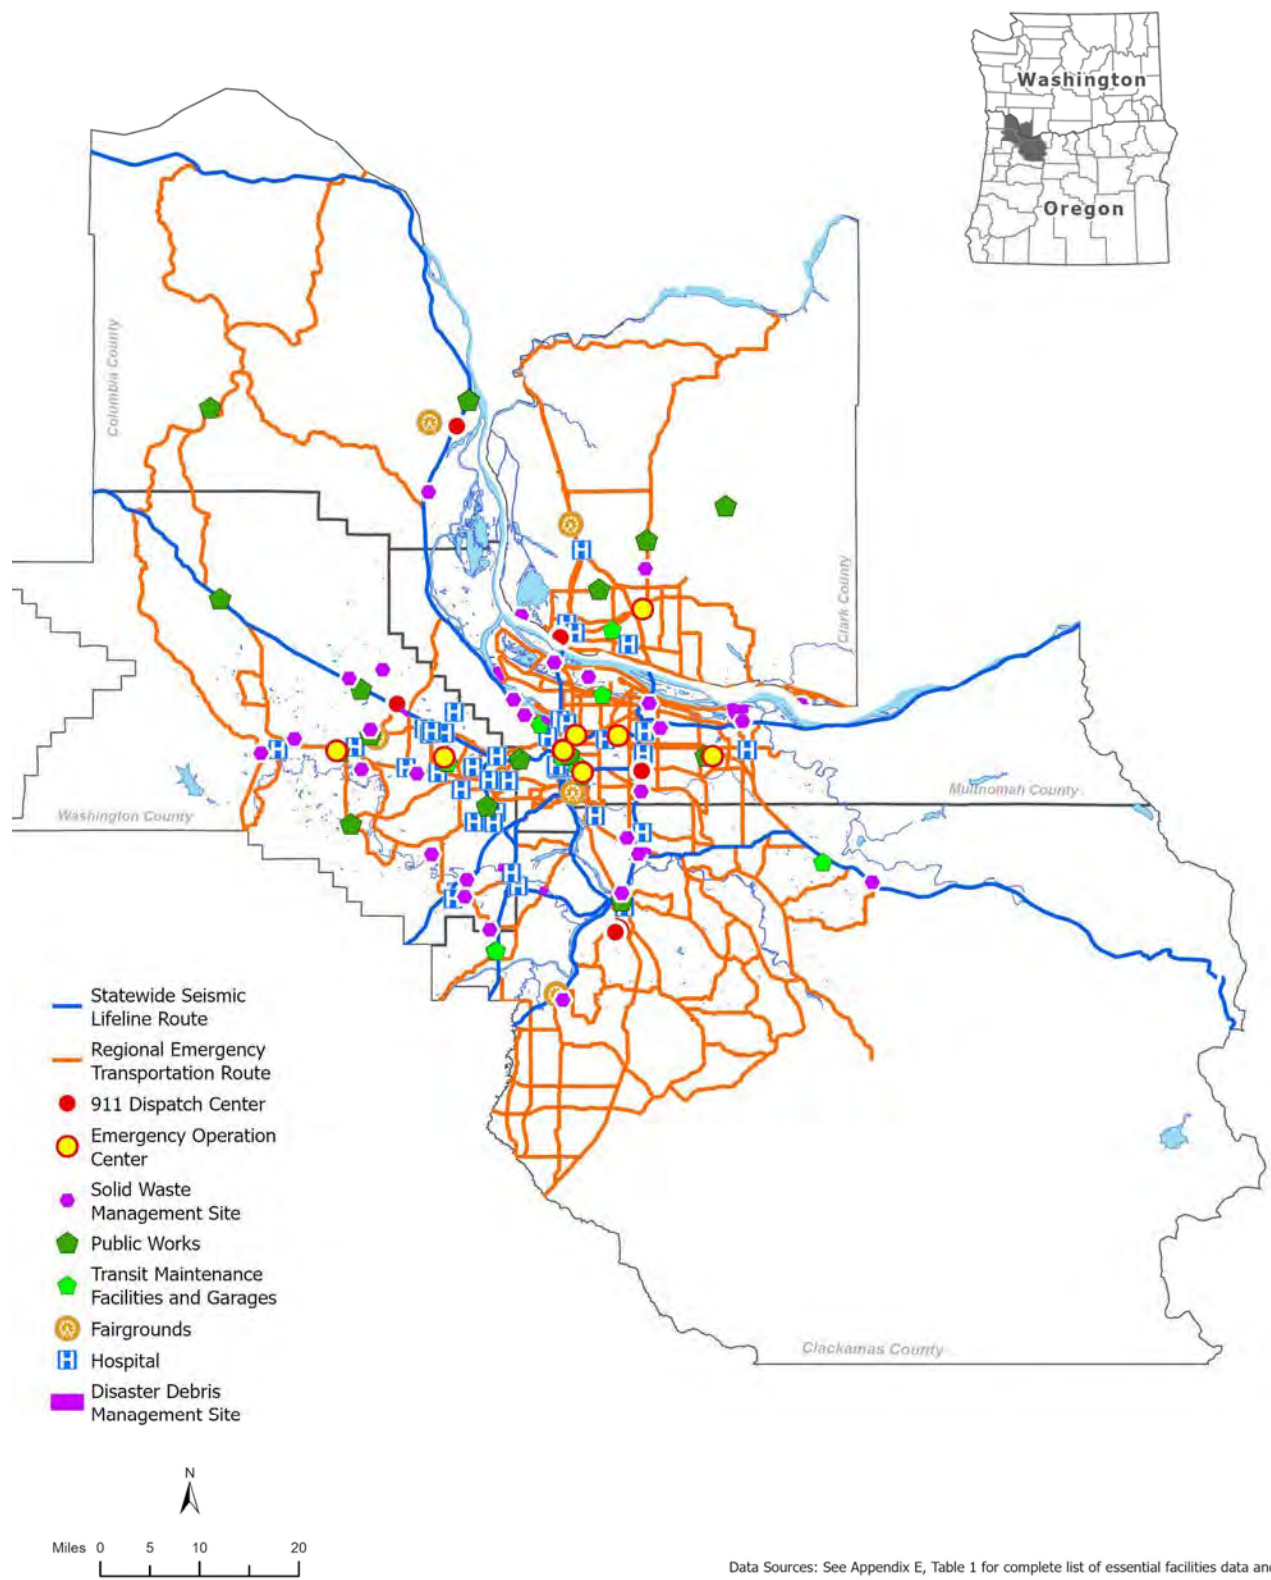 Washington
Oregon
Columbia County
Clark County
Multnomah County
Washington County
Clackamas County
Statewide Seismic
Lifeline Route
Regional Emergency
Transportation Route
911 Dispatch Center
Emergency Operation
Center
Solid Waste
Management Site
Public Works
Transit Maintenance
Facilities and Garages
Fairgrounds
H Hospital
Disaster Debris
Management Site
N
Miles 0 5 10 20
Data Sources: See Appendix E, Table 1 for complete list of essential facilities data and